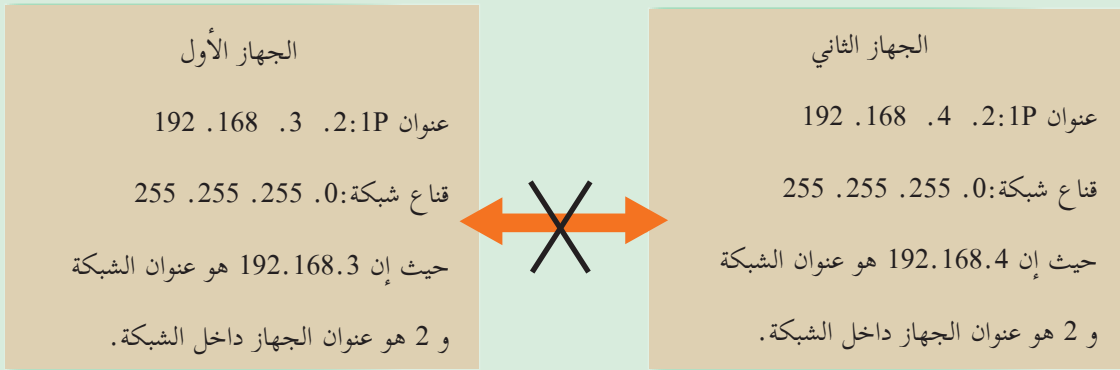 الجهاز الأول
عنوان 1P:2. 3. 168. 192
قناع شبكة:0. 255. 255. 255
حيث إن 192.168.3 هو عنوان الشبكة
و 2 هو عنوان الجهاز داخل الشبكة.
الجهاز الثاني
عنوان 1P:2. 4. 168. 192
قناع شبكة:0. 255. 255. 255
حيث إن 192.168.4 هو عنوان الشبكة
و 2 هو عنوان الجهاز داخل الشبكة.